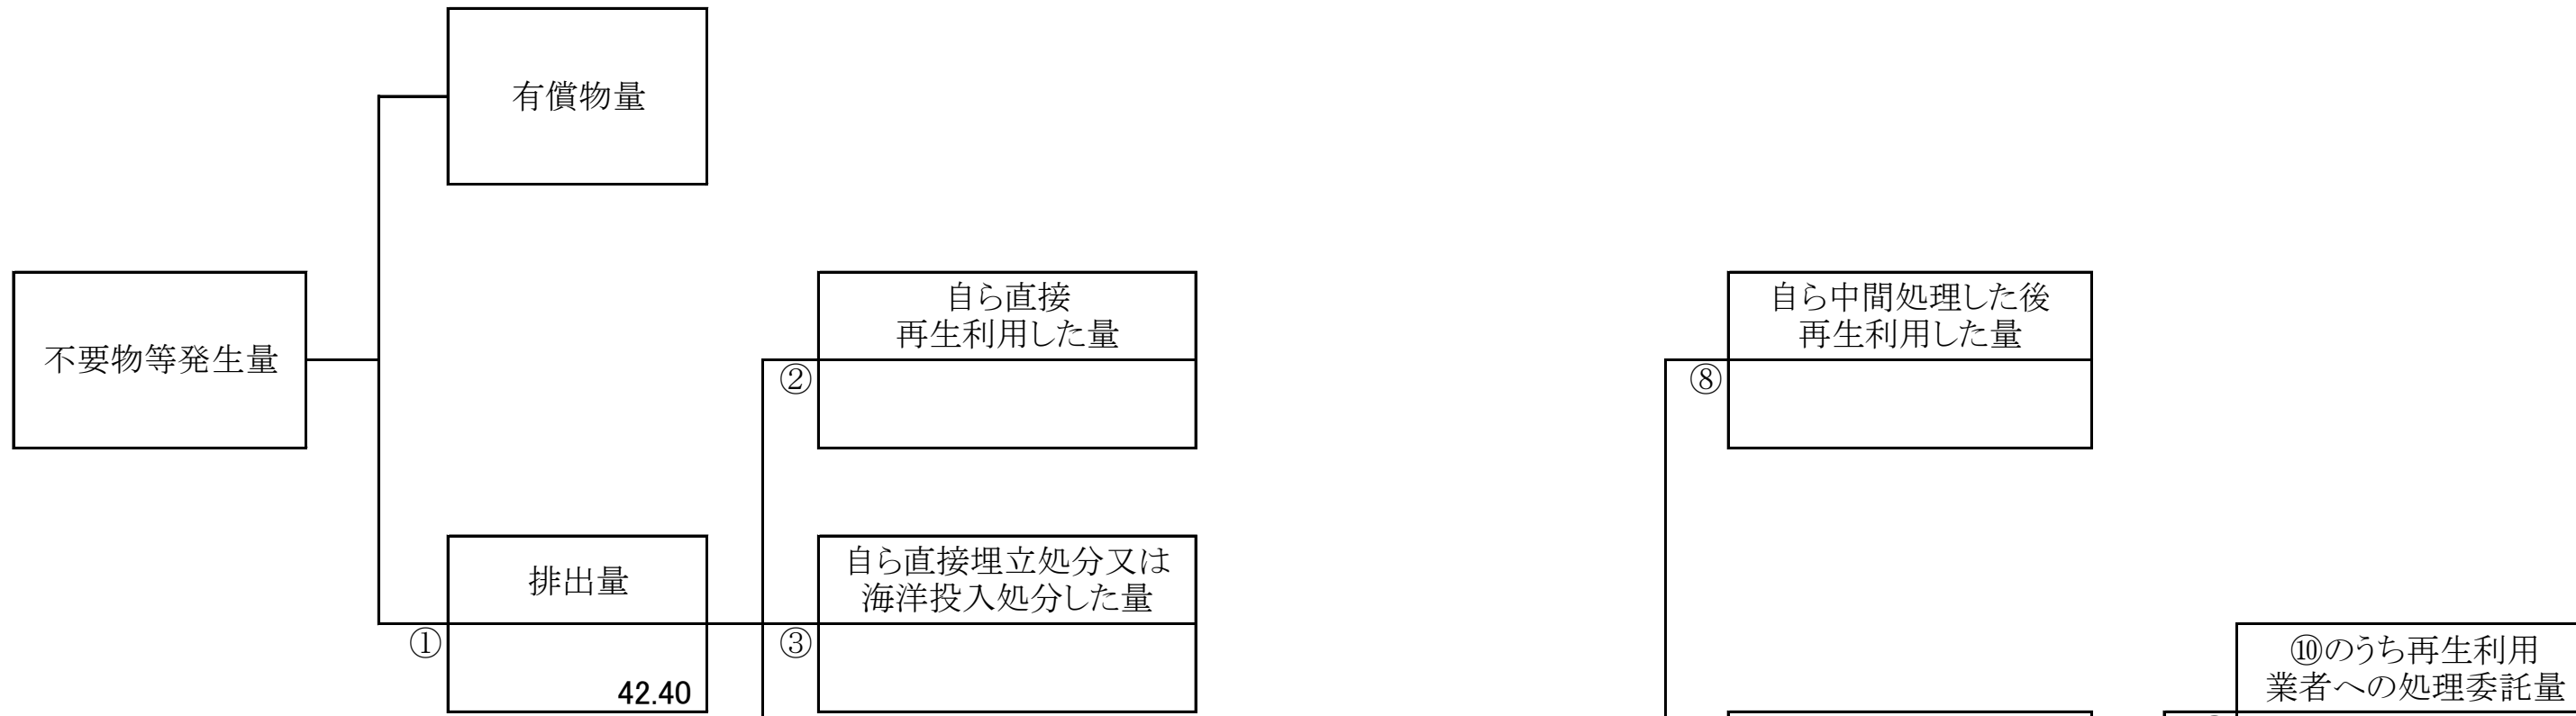 有償物量
不要物等発生量
自ら直接
再生利用した量
②
自ら中間処理した後
再生利用した量
⑧
排出量
①
42.40
自ら直接埋立処分又は
海洋投入処分した量
③
⑩のうち再生利用
業者への処理委託量